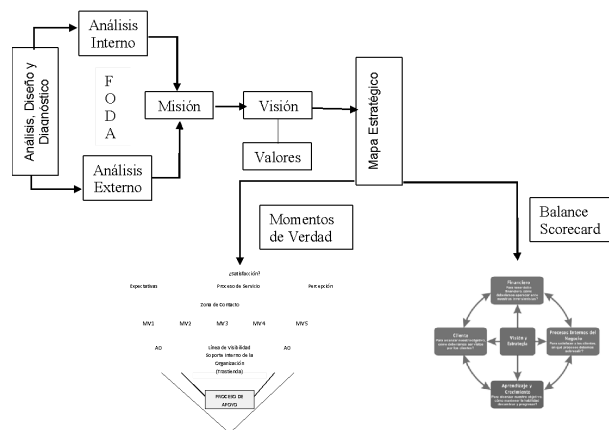 Análisis, Diseño y
Diagnóstico
Análisis
Interno
F
O
D
A
Análisis
Externo
Misión
Visión
Valores
Mapa Estratégico
Momentos
de Verdad
Balance
Scorecard
¿Satisfacción?
Expectativas
Proceso de Servicio
Percepción
Zona de Contacto
MV1
MV2
MV3
MV4
MV5
AO
Línea de visibilidad
Soporte interno de la
Organización
(trastienda)
AO
PROCESO DE
APOYO
Financiero
Cliente
Visión y
Estrategia
Procesos Internos del
Negocio
Aprendizaje y
Crecimiento